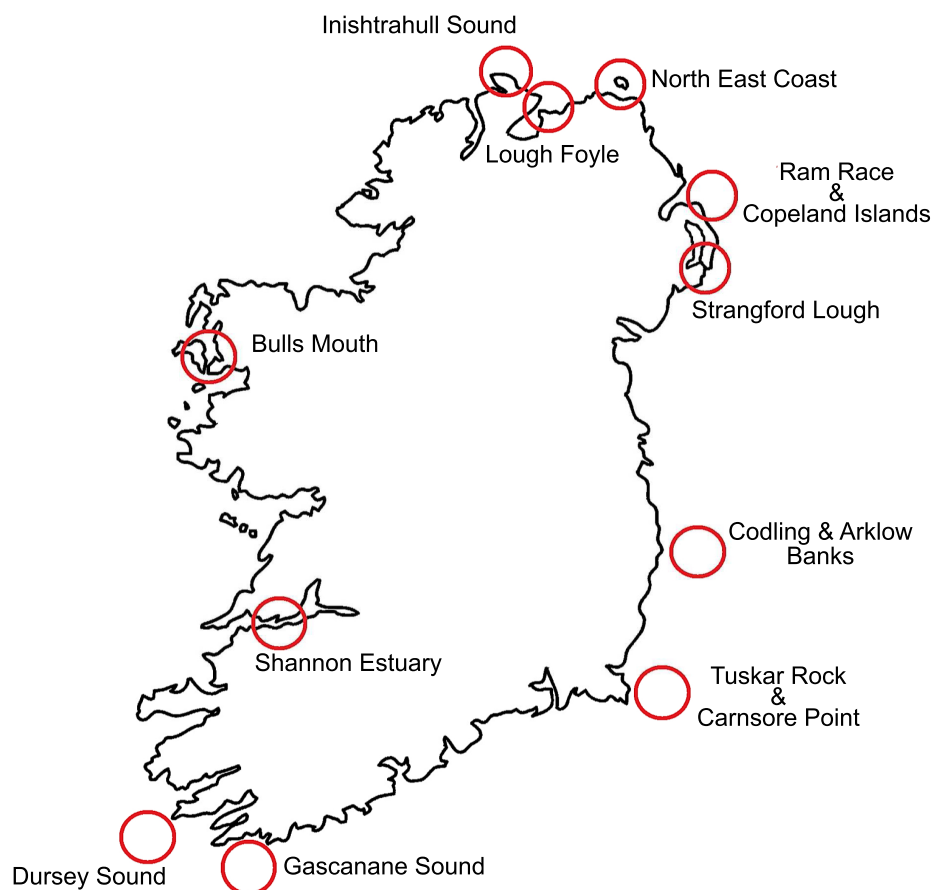 Inishtrahull Sound
North East Coast
Lough Foyle
Ram Race
&
Copeland Islands
Strangford Lough
Bulls Mouth
Codling & Arklow
Banks
Shannon Estuary
Tuskar Rock
&
Carnsore Point
Gascanane Sound
Dursey Sound